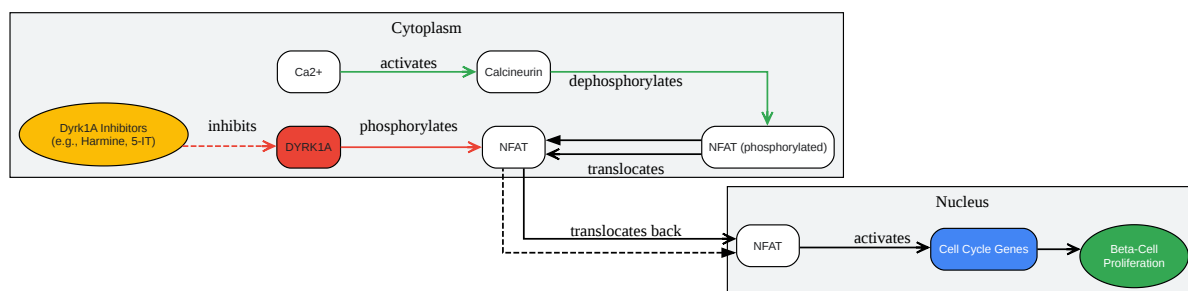 Cytoplasm
Ca2+
activates
Calcineurin
dephosphorylates
Dyrk1A Inhibitors
(e.g., Harmine, 5-IT)
inhibits
DYRK1A
phosphorylates
NFAT
NFAT (phosphorylated)
translocates
Nucleus
translocates back
NFAT
activates
Cell Cycle Genes
Beta-Cell
Proliferation